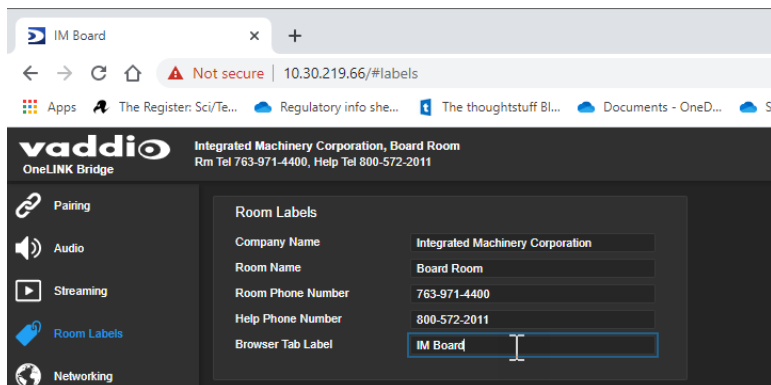 IM Board
Not secure 10.30.219.66/#labels
Apps The Register: Sci/Te... Regulatory info she... The thoughtstuff Bl... Documents - OneD... S
vaddio
OneLINK Bridge
Integrated Machinery Corporation, Board Room
Rm Tel 763-971-4400, Help Tel 800-572-2011
Pairing
Audio
Streaming
Room Labels
Networking
Room Labels
Company Name Integrated Machinery Corporation
Room Name Board Room
Room Phone Number 763-971-4400
Help Phone Number 800-572-2011
Browser Tab Label IM Board